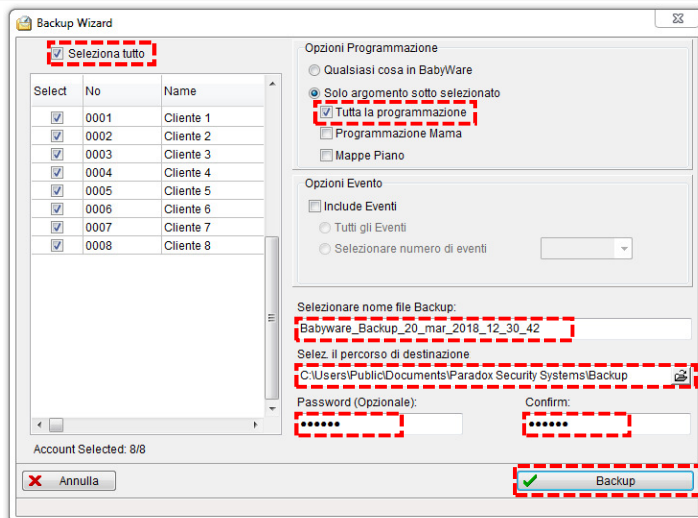 Backup Wizard
Seleziona tutto
Select No Name
0001 Cliente 1
0002 Cliente 2
0003 Cliente 3
0004 Cliente 4
0005 Cliente 5
0006 Cliente 6
0007 Cliente 7
0008 Cliente 8
Account Selected: 8/8
Opzioni Programmazione
Qualsiasi cosa in BabyWare
Solo argomento sotto selezionato
Tutta la programmazione
Programmazione Mama
Mappe Piano
Opzioni Evento
Include Eventi
Tutti gli Eventi
Selezionare numero di eventi
Selezionare nome file Backup:
Babyware_Backup_20_mar_2018_12_30_42
Selez. il percorso di destinazione
C:\Users\Public\Documents\Paradox Security Systems\Backup
Password (Opzionale): Confirm:
●●●●●● ●●●●●●
Annulla Backup